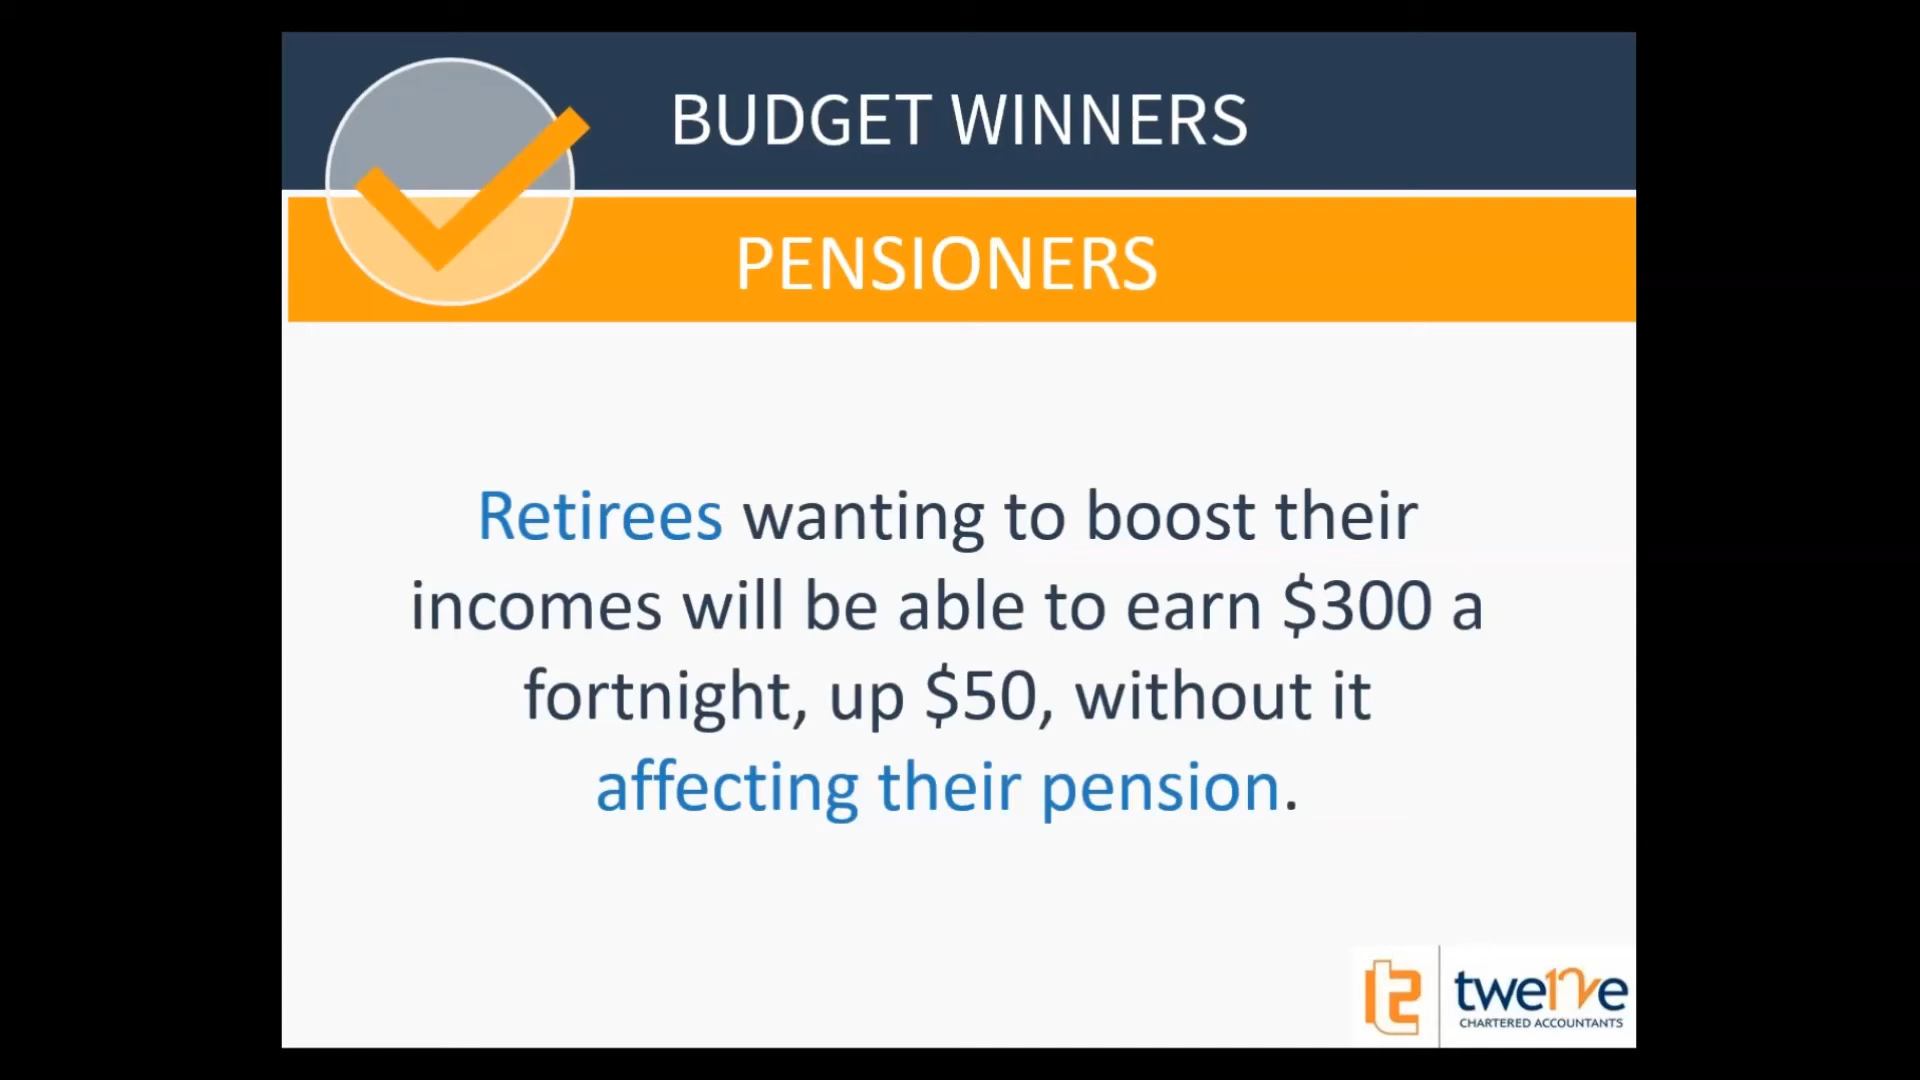 BUDGET WINNERS
PENSIONERS
Retirees wanting to boost their
incomes will be able to earn $300 a
fortnight, up $50, without it
affecting their pension.
twe12ve
CHARTERED ACCOUNTANTS